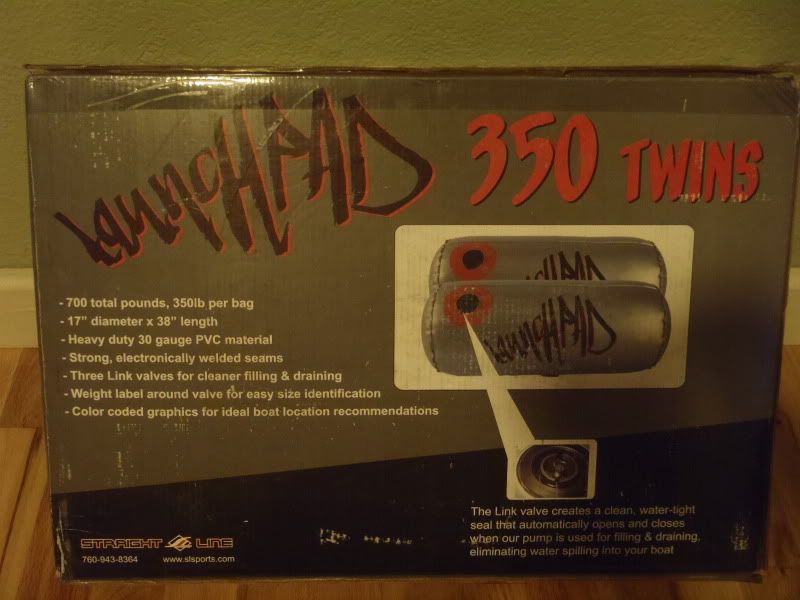 LaunchPAD 350 TWINS
- 700 total pounds, 350lb per bag
- 17" diameter x 38" length
- Heavy duty 30 gauge PVC material
- Strong, electronically welded seams
- Three Link valves for cleaner filling & draining
- Weight label around valve for easy size identification
- Color coded graphics for ideal boat location recommendations
LaunchPAD
The Link valve creates a clean, water-tight
seal that automatically opens and closes
when our pump is used for filling & draining,
eliminating water spilling into your boat
STRAIGHT LINE
760-943-8364 www.slsports.com